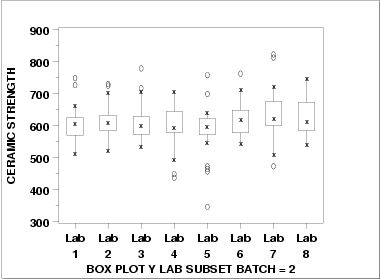 900
800
700
600
500
400
300
CERAMIC STRENGTH
Lab Lab Lab Lab Lab Lab Lab Lab
1 2 3 4 5 6 7 8
BOX PLOT Y LAB SUBSET BATCH = 2